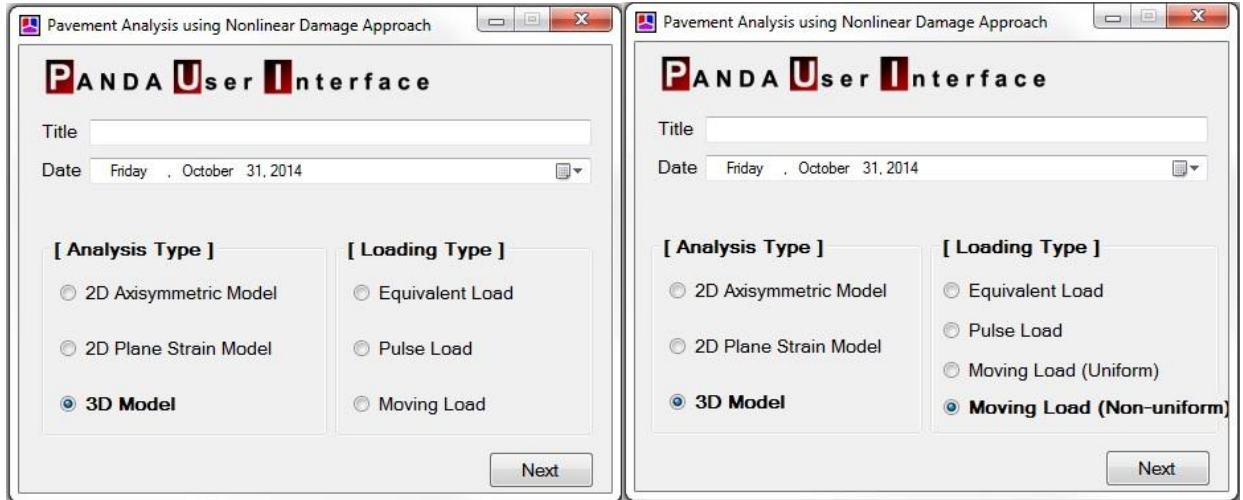 Pavement Analysis using Nonlinear Damage Approach
PANDA User Interface
Title
Date Friday , October 31, 2014
[ Analysis Type ]
2D Axisymmetric Model
2D Plane Strain Model
3D Model
[ Loading Type ]
Equivalent Load
Pulse Load
Moving Load
Next
Pavement Analysis using Nonlinear Damage Approach
PANDA User Interface
Title
Date Friday , October 31, 2014
[ Analysis Type ]
2D Axisymmetric Model
2D Plane Strain Model
3D Model
[ Loading Type ]
Equivalent Load
Pulse Load
Moving Load (Uniform)
Moving Load (Non-uniform)
Next